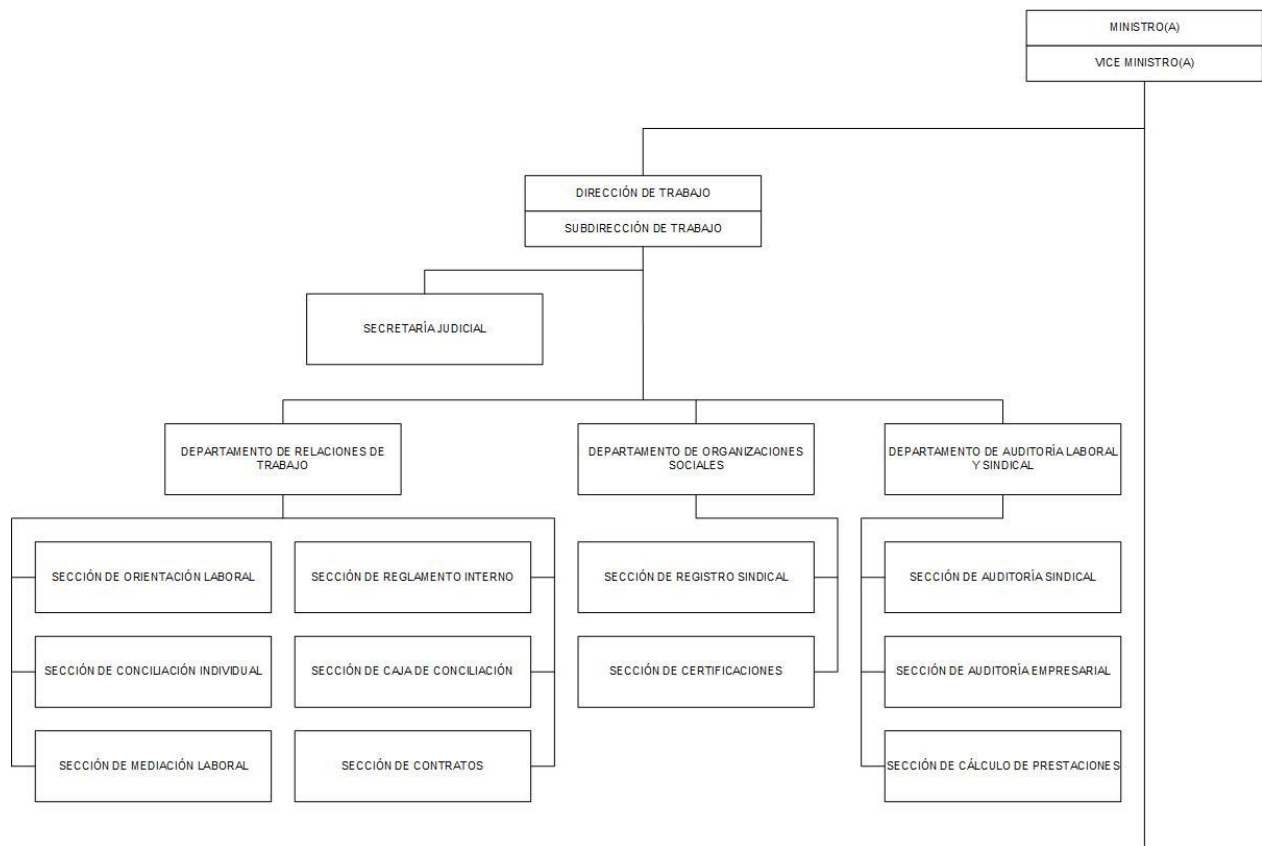 MINISTRO(A)
VICE MINISTRO(A)
DIRECCIÓN DE TRABAJO
SUBDIRECCIÓN DE TRABAJO
SECRETARÍA JUDICIAL
DEPARTAMENTO DE RELACIONES DE
TRABAJO
DEPARTAMENTO DE ORGANIZACIONES
SOCIALES
DEPARTAMENTO DE AUDITORÍA LABORAL
Y SINDICAL
SECCIÓN DE ORIENTACIÓN LABORAL
SECCIÓN DE REGLAMENTO INTERNO
SECCIÓN DE REGISTRO SINDICAL
SECCIÓN DE AUDITORÍA SINDICAL
SECCIÓN DE CONCILIACIÓN INDIVIDUAL
SECCIÓN DE CAJA DE CONCILIACIÓN
SECCIÓN DE CERTIFICACIONES
SECCIÓN DE AUDITORÍA EMPRESARIAL
SECCIÓN DE MEDIACIÓN LABORAL
SECCIÓN DE CONTRATOS
SECCIÓN DE CÁLCULO DE PRESTACIONES